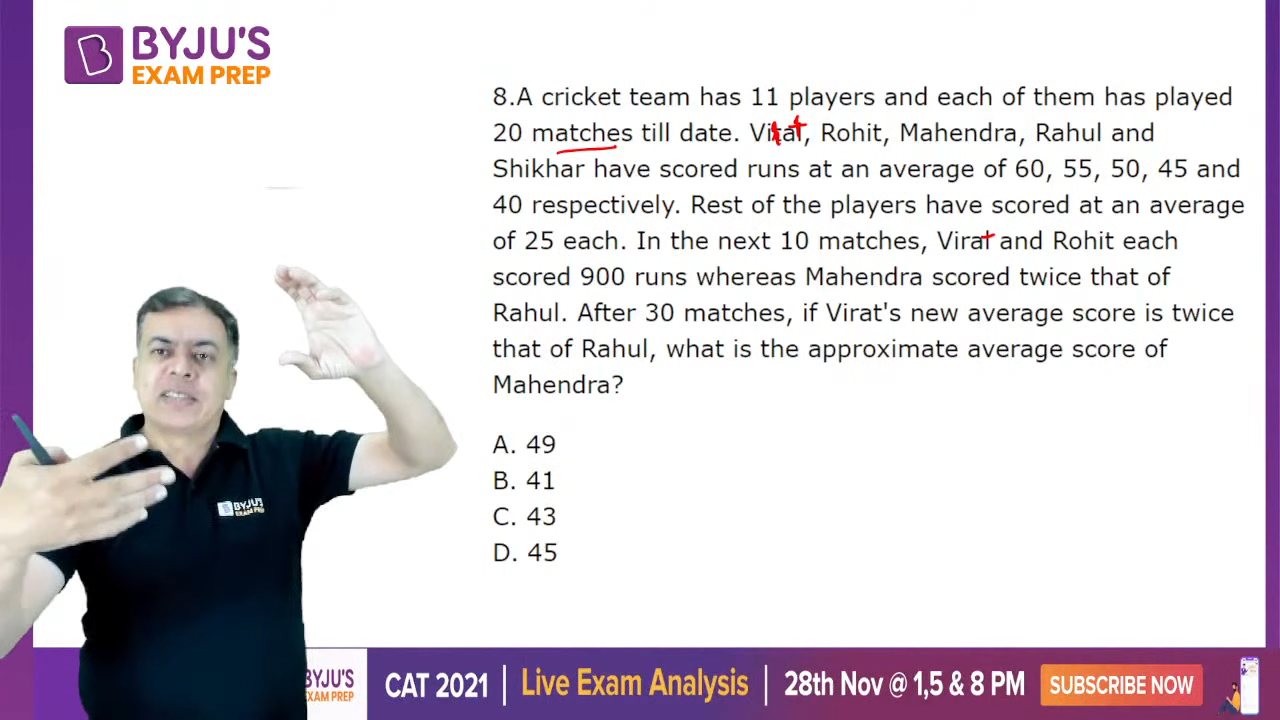 BYJU'S
EXAM PREP
8.A cricket team has 11 players and each of them has played
20 matches till date. Virat, Rohit, Mahendra, Rahul and
Shikhar have scored runs at an average of 60, 55, 50, 45 and
40 respectively. Rest of the players have scored at an average
of 25 each. In the next 10 matches, Virat and Rohit each
scored 900 runs whereas Mahendra scored twice that of
Rahul. After 30 matches, if Virat's new average score is twice
that of Rahul, what is the approximate average score of
Mahendra?
A. 49
B. 41
C. 43
D. 45
BYJU'S
EXAM PREP
BYJU'S
EXAM PREP
CAT 2021
Live Exam Analysis
28th Nov @ 1,5 & 8 PM
SUBSCRIBE NOW